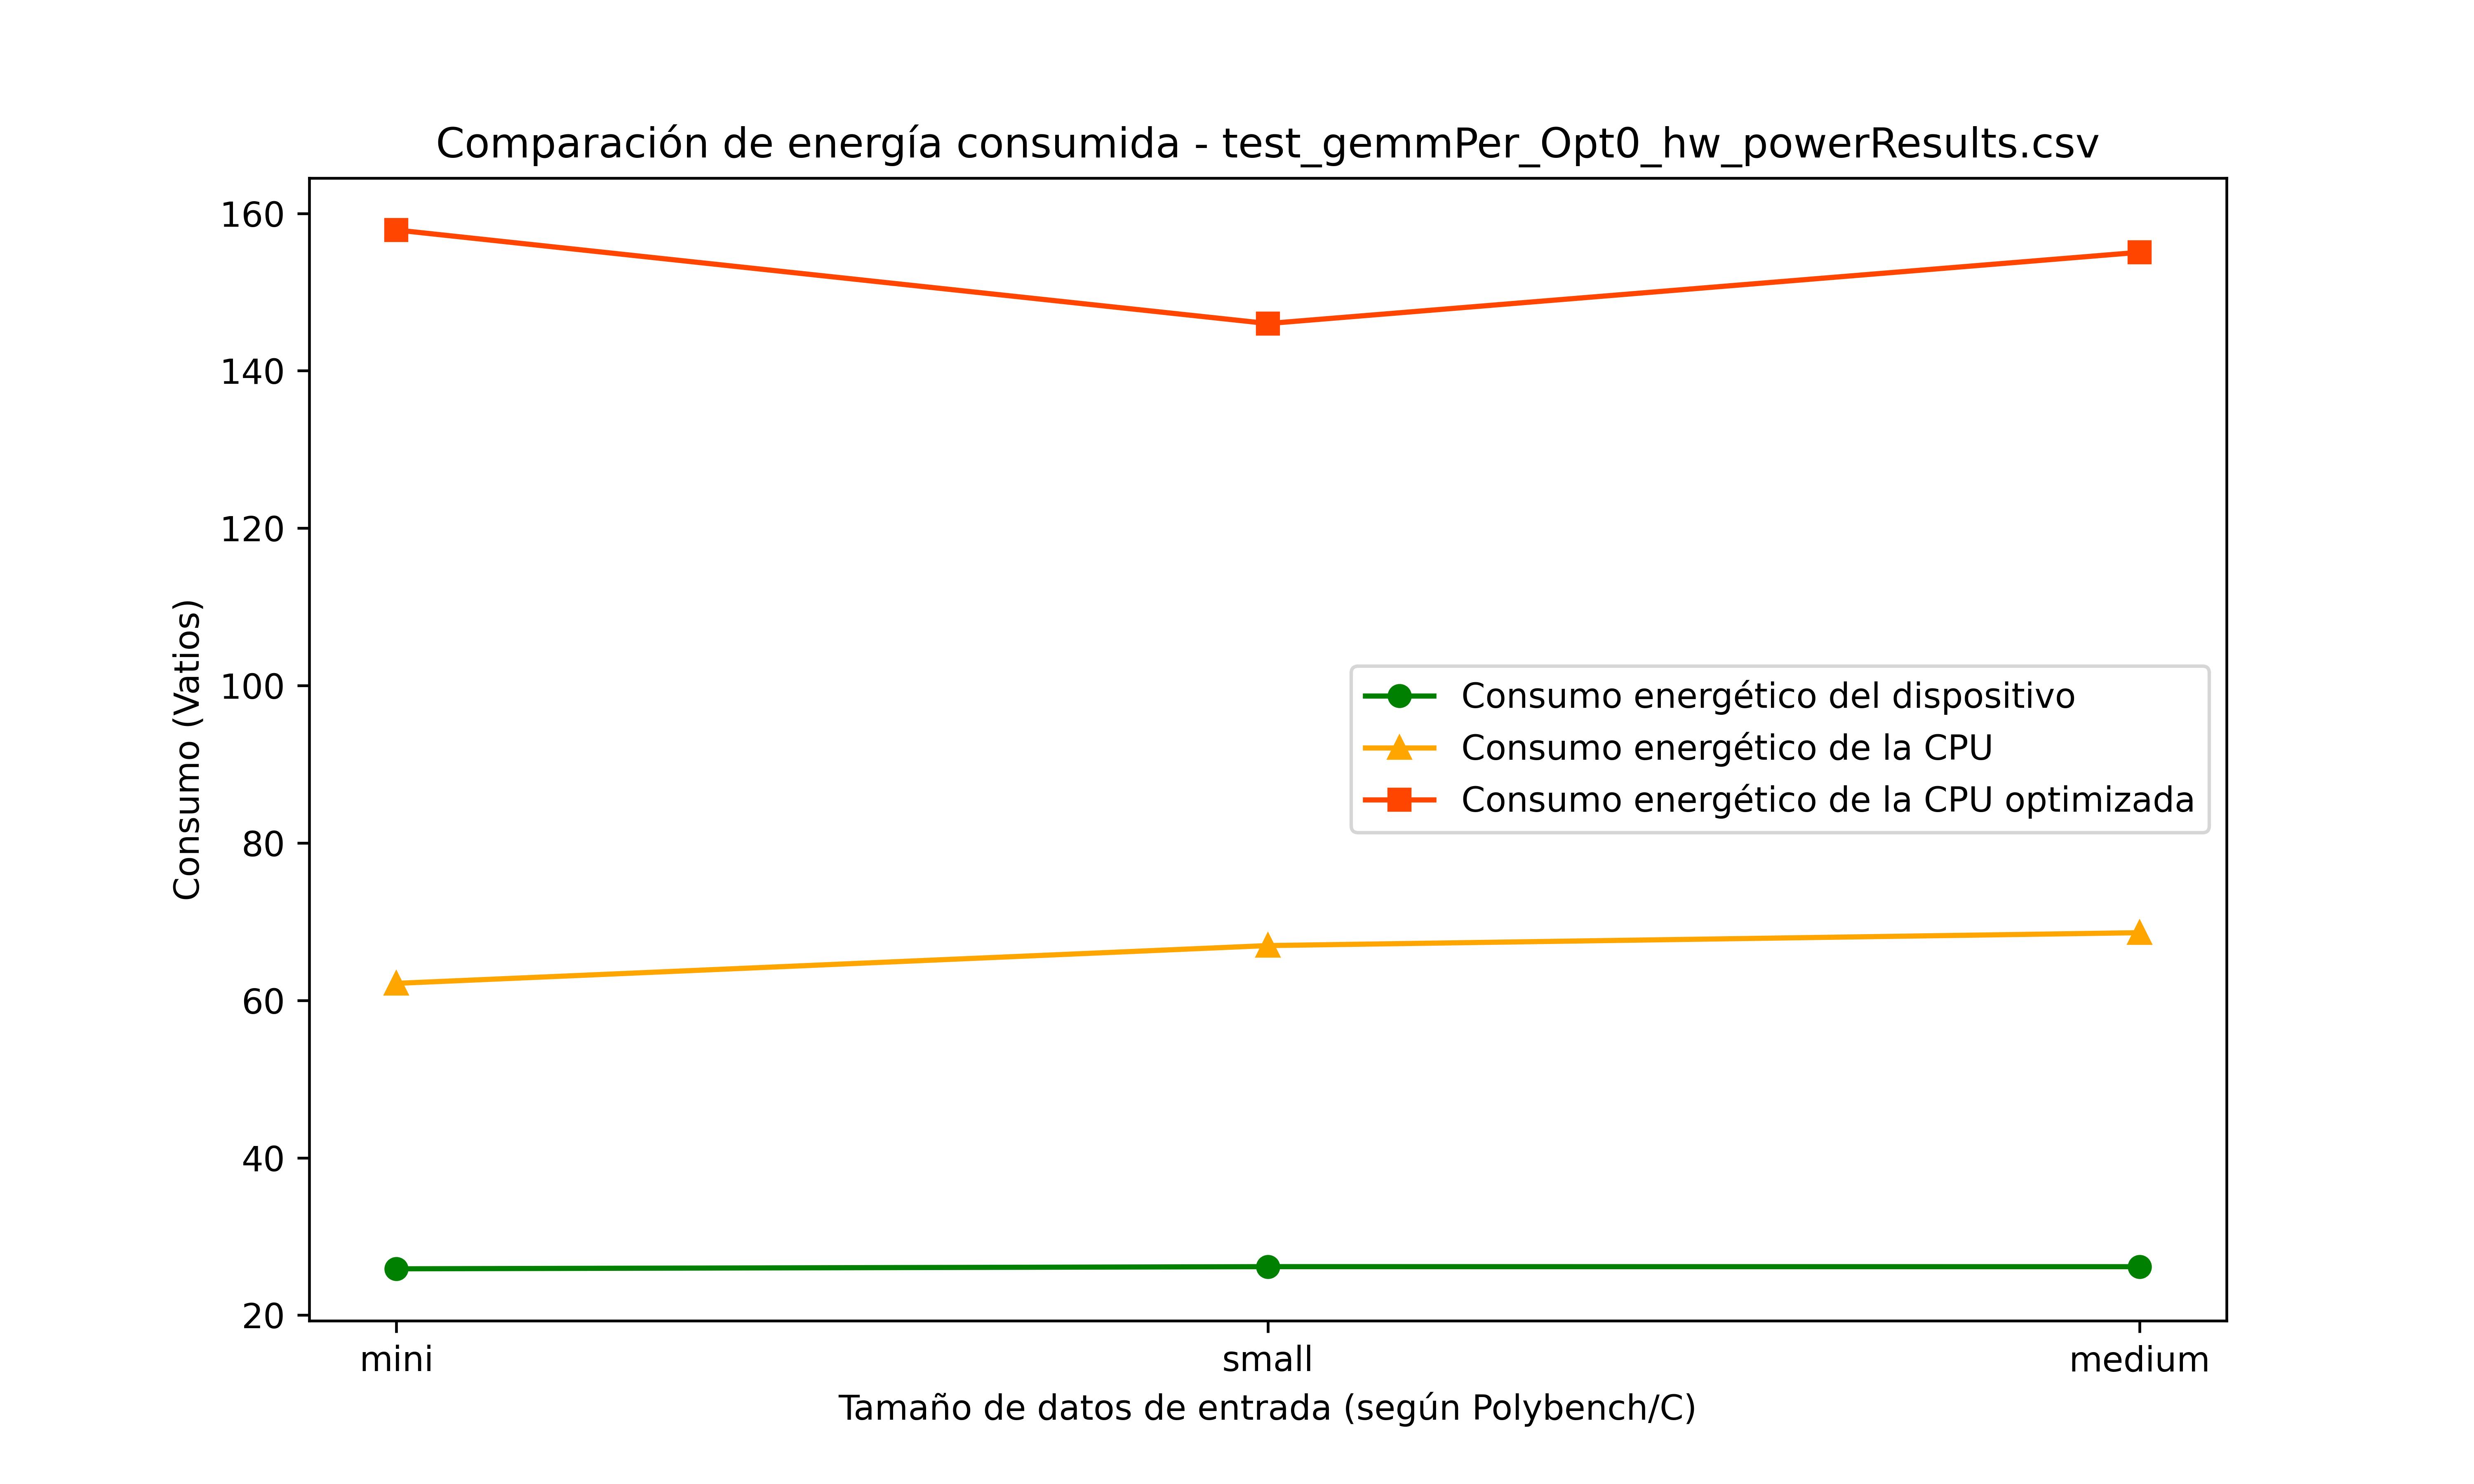 Comparación de energía consumida - test_gemmPer_Opt0_hw_powerResults.csv
160
140
120
100
80
60
40
20
Consumo (Vatios)
Consumo energético del dispositivo
Consumo energético de la CPU
Consumo energético de la CPU optimizada
mini
small
medium
Tamaño de datos de entrada (según Polybench/C)